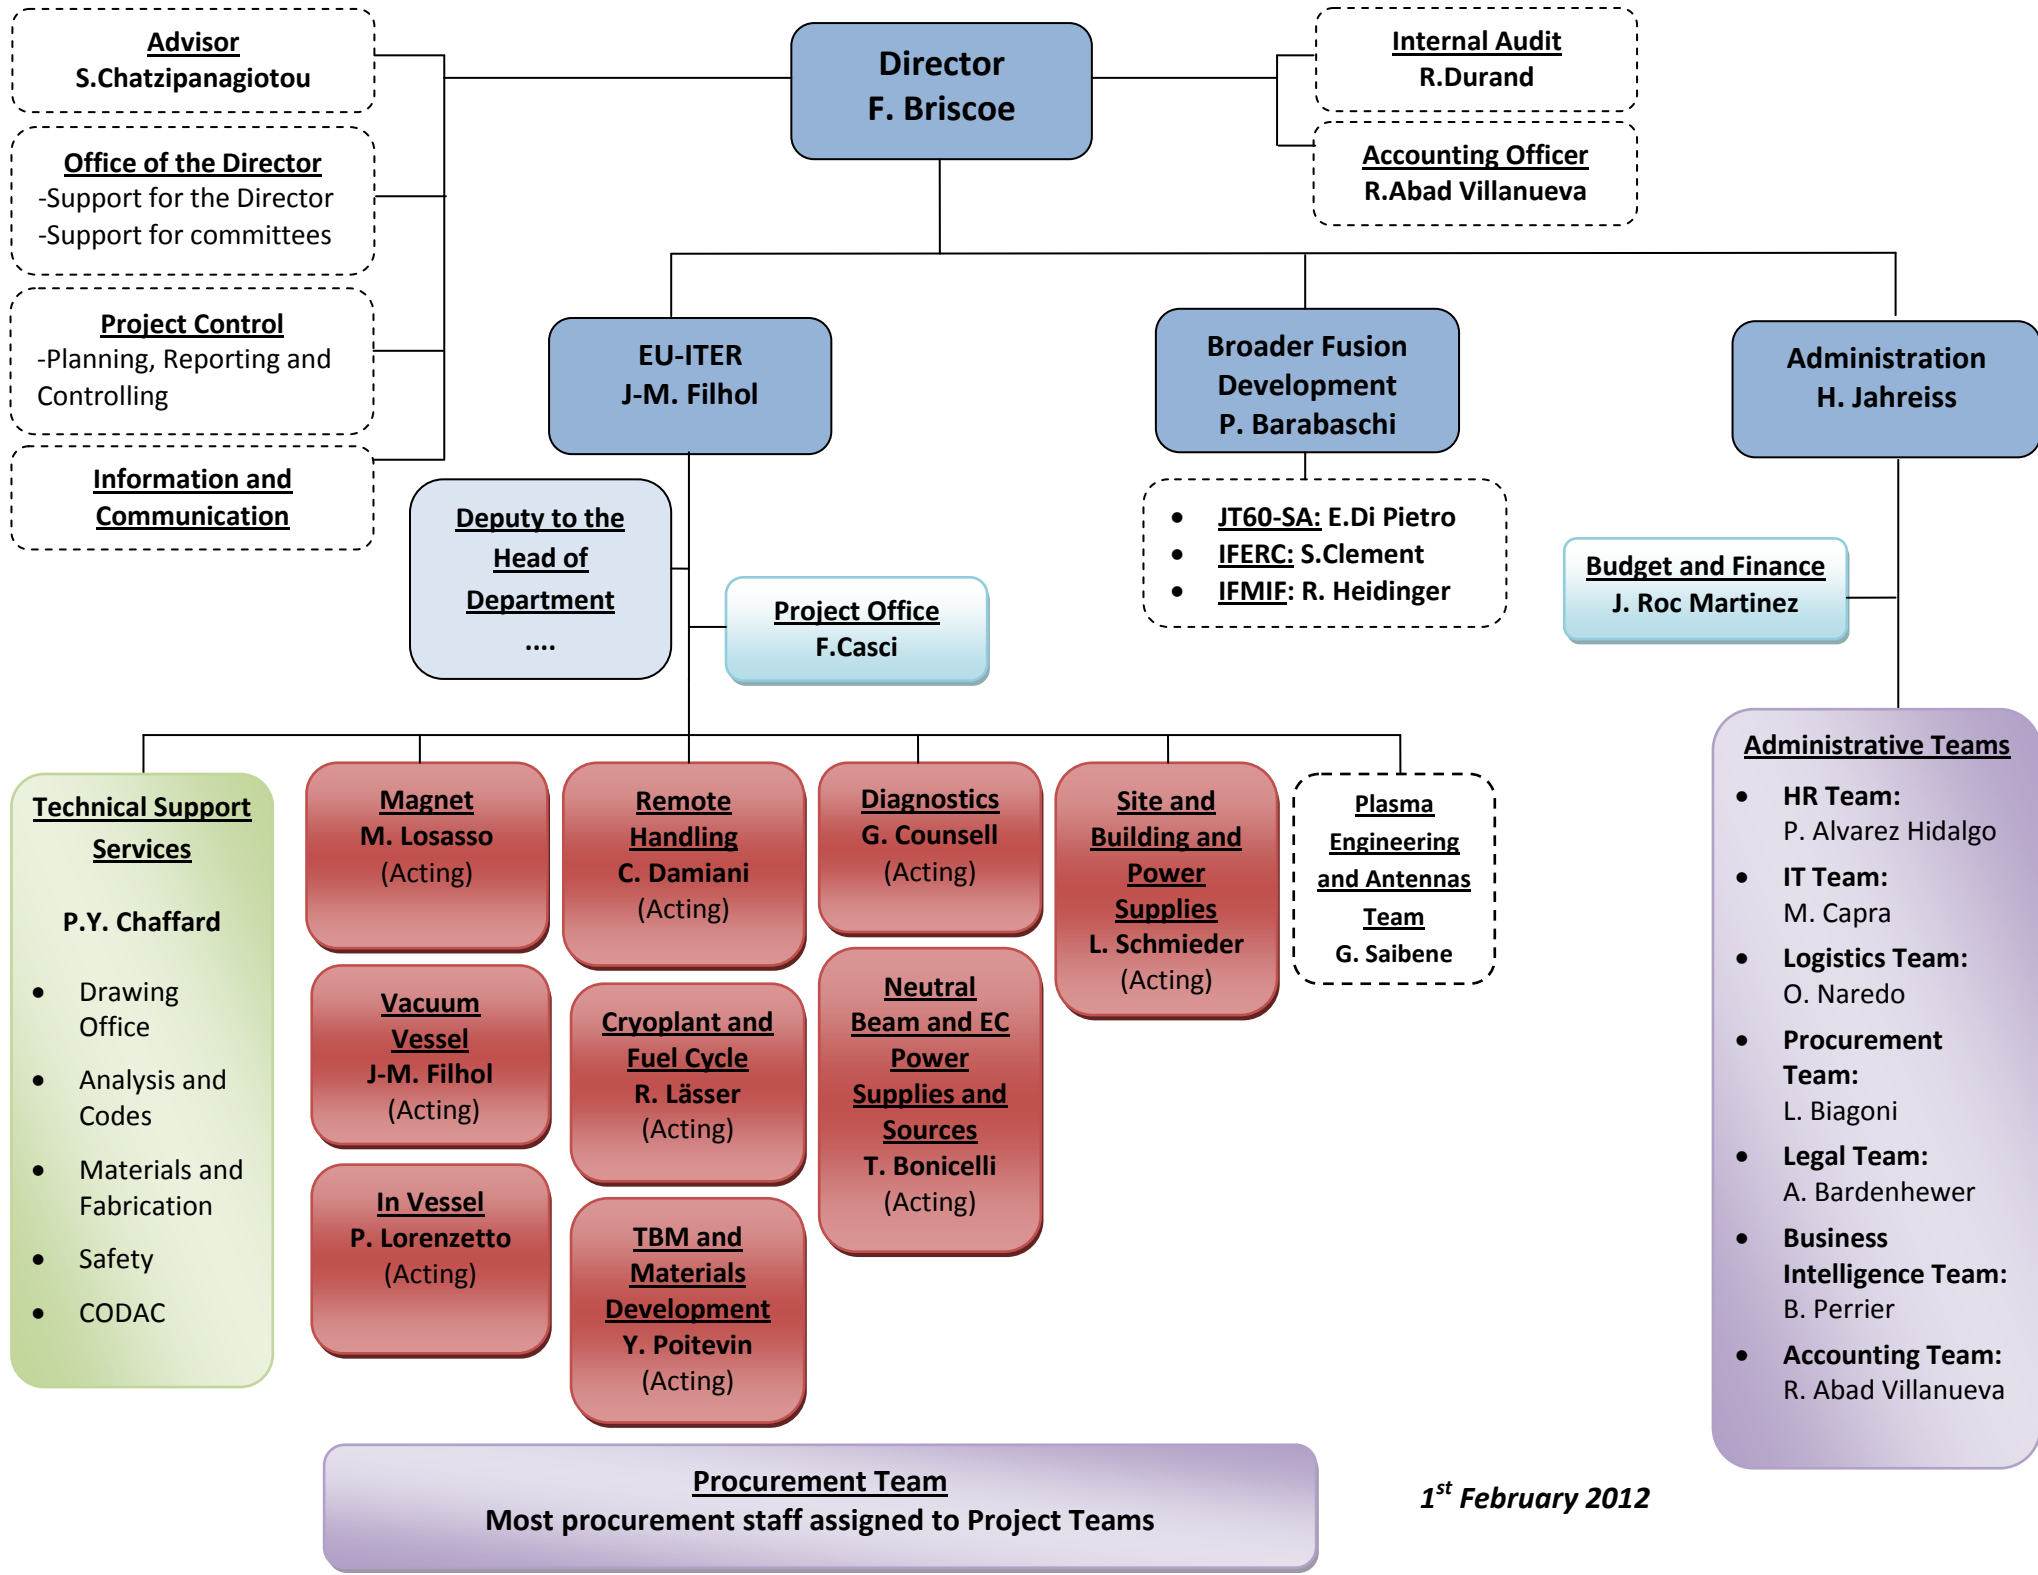 Advisor
S.Chatzipanagiotou
Director
F. Briscoe
Internal Audit
R.Durand
Accounting Officer
R.Abad Villanueva
Office of the Director
-Support for the Director
-Support for committees
Project Control
-Planning, Reporting and
Controlling
Information and
Communication
EU-ITER
J-M. Filhol
Broader Fusion
Development
P. Barabaschi
Administration
H. Jahreiss
Deputy to the
Head of
Department
....
Project Office
F.Casci
• JT60-SA: E.Di Pietro
• IFERC: S.Clement
• IFMIF: R. Heidinger
Budget and Finance
J. Roc Martinez
Technical Support
Services
P.Y. Chaffard
• Drawing
Office
• Analysis and
Codes
• Materials and
Fabrication
• Safety
• CODAC
Magnet
M. Losasso
(Acting)
Vacuum
Vessel
J-M. Filhol
(Acting)
In Vessel
P. Lorenzetto
(Acting)
Remote
Handling
C. Damiani
(Acting)
Cryoplant and
Fuel Cycle
R. Lässer
(Acting)
TBM and
Materials
Development
Y. Poitevin
(Acting)
Diagnostics
G. Counsell
(Acting)
Neutral
Beam and EC
Power
Supplies and
Sources
T. Bonicelli
(Acting)
Site and
Building and
Power
Supplies
L. Schmieder
(Acting)
Plasma
Engineering
and Antennas
Team
G. Saibene
Administrative Teams
• HR Team:
P. Alvarez Hidalgo
• IT Team:
M. Capra
• Logistics Team:
O. Naredo
• Procurement
Team:
L. Biagoni
• Legal Team:
A. Bardenhewer
• Business
Intelligence Team:
B. Perrier
• Accounting Team:
R. Abad Villanueva
Procurement Team
Most procurement staff assigned to Project Teams
1st February 2012